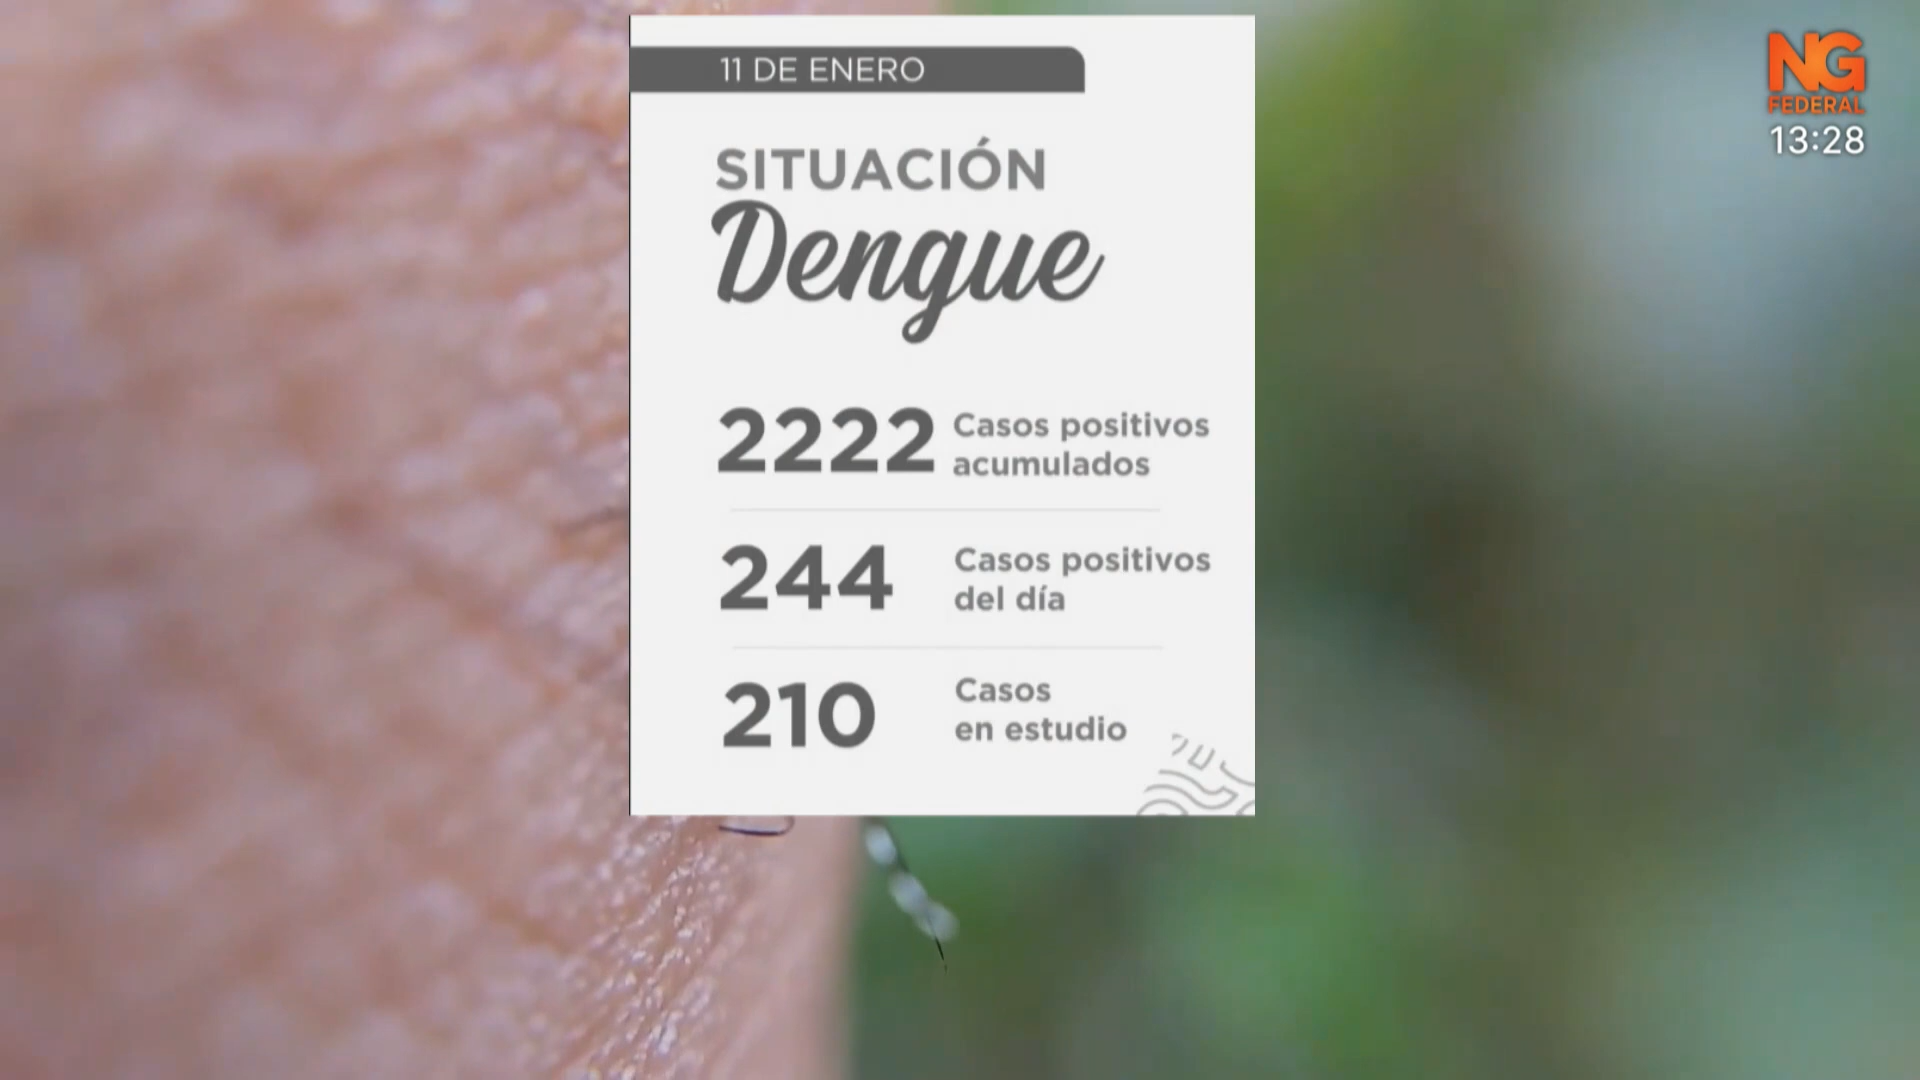 11 DE ENERO
SITUACIÓN
Dengue
2222 Casos positivos
acumulados
244 Casos positivos
del día
210 Casos
en estudio
NG
FEDERAL
13:28